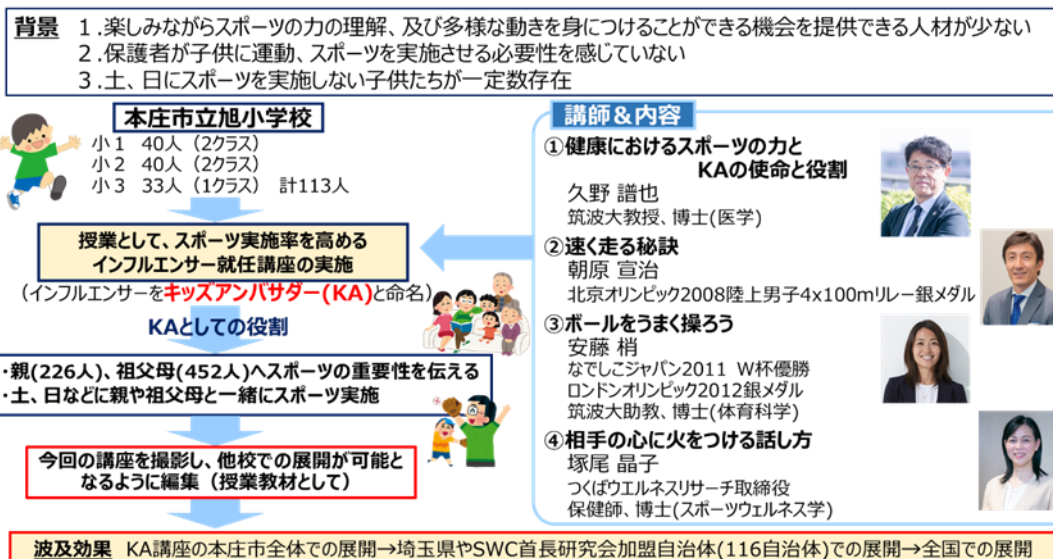 背景 １.楽しみながらスポーツの力の理解、及び多様な動きを身につけることができる機会を提供できる人材が少ない
２.保護者が子供に運動、スポーツを実施させる必要性を感じていない
３.土、日にスポーツを実施しない子供たちが一定数存在
本庄市立旭小学校
小１ 40人（2クラス）
小２ 40人（2クラス）
小３ 33人（1クラス） 計113人
授業として、スポーツ実施率を高める
インフルエンサー就任講座の実施
（インフルエンサーをキッズアンバサダー(KA)と命名）
KAとしての役割
・親(226人)、祖父母(452人)へスポーツの重要性を伝える
・土、日などに親や祖父母と一緒にスポーツ実施
今回の講座を撮影し、他校での展開が可能と
なるように編集（授業教材として）
講師＆内容
①健康におけるスポーツの力と
KAの使命と役割
久野 譜也
筑波大教授、博士(医学)
②速く走る秘訣
朝原 宣治
北京オリンピック2008陸上男子4x100mリレー銀メダル
③ボールをうまく操ろう
安藤 梢
なでしこジャパン2011 W杯優勝
ロンドンオリンピック2012銀メダル
筑波大助教、博士(体育科学)
④相手の心に火をつける話し方
塚尾 晶子
つくばウエルネスリサーチ取締役
保健師、博士(スポーツウェルネス学)
波及効果 KA講座の本庄市全体での展開→埼玉県やSWC首長研究会加盟自治体(116自治体)での展開→全国での展開